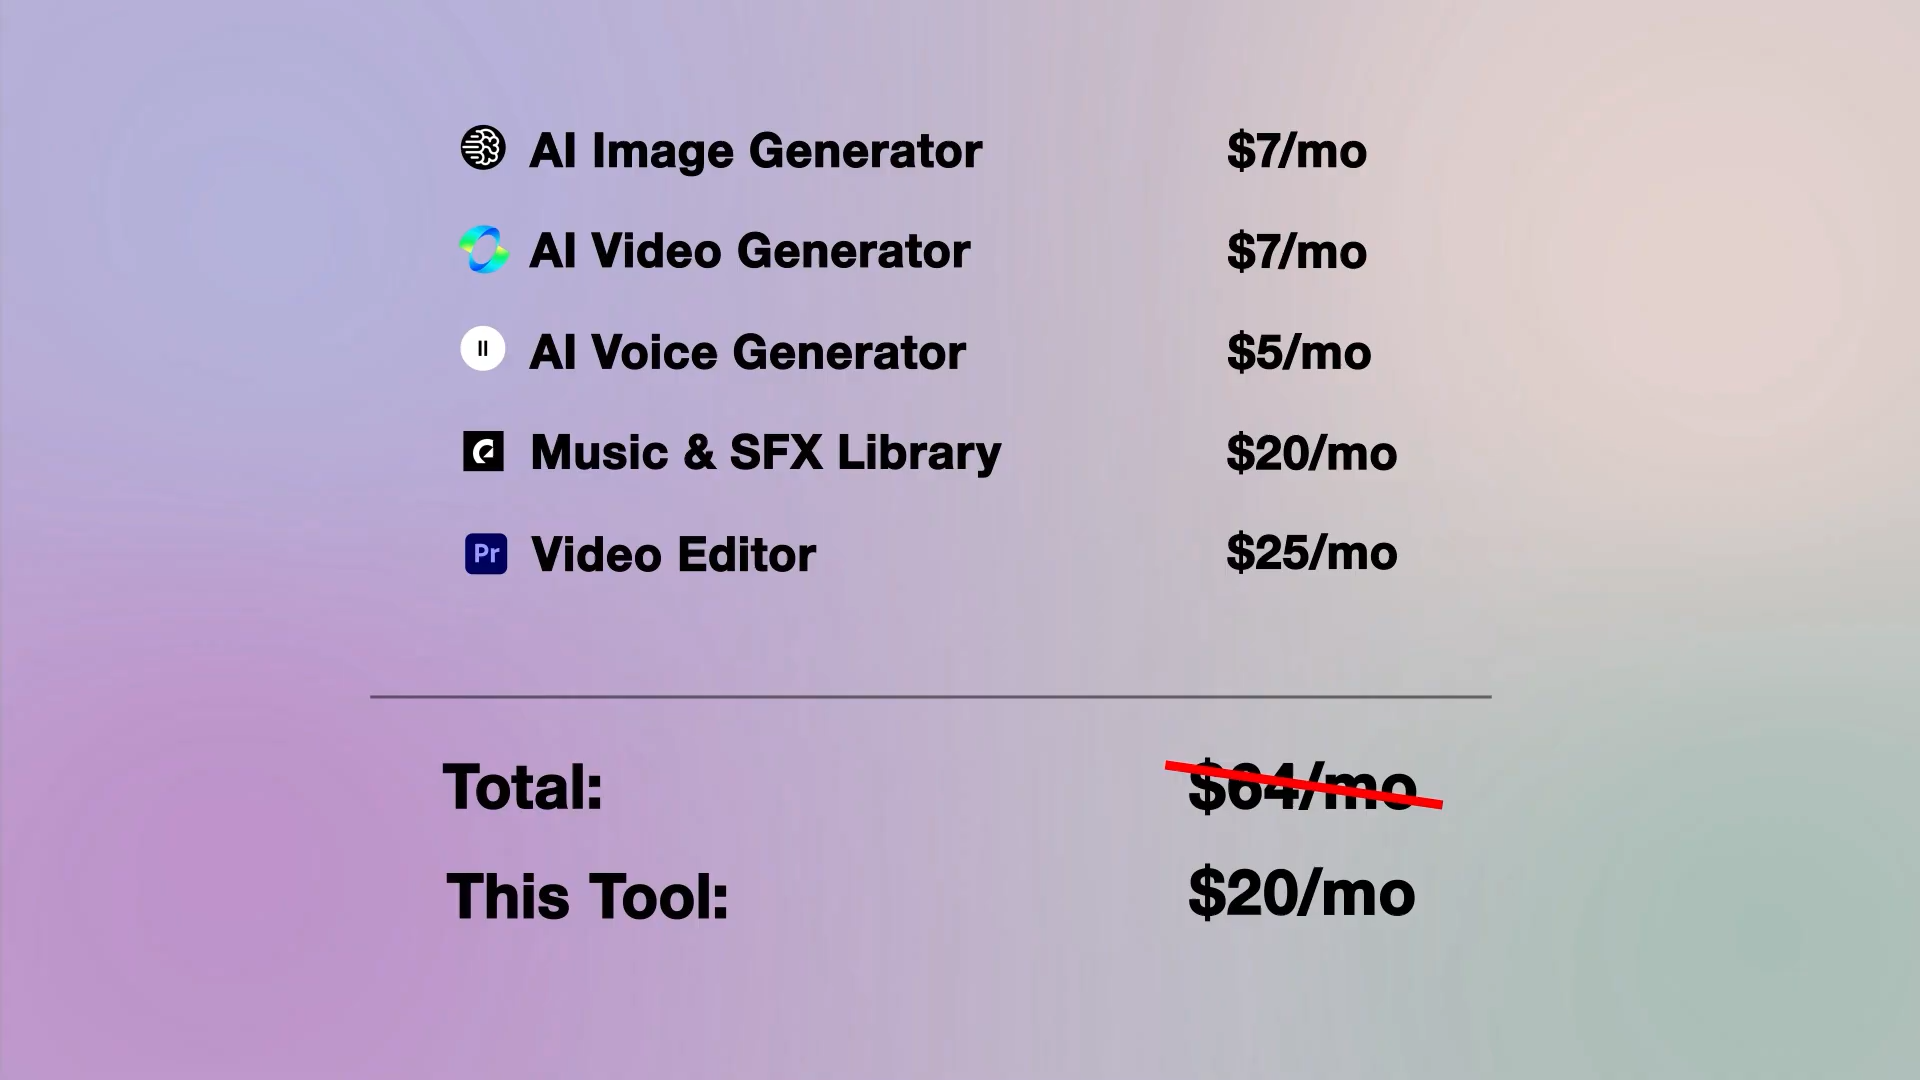 AI Image Generator $7/mo
AI Video Generator $7/mo
II AI Voice Generator $5/mo
Music & SFX Library $20/mo
Pr Video Editor $25/mo
Total: $64/mo
This Tool: $20/mo